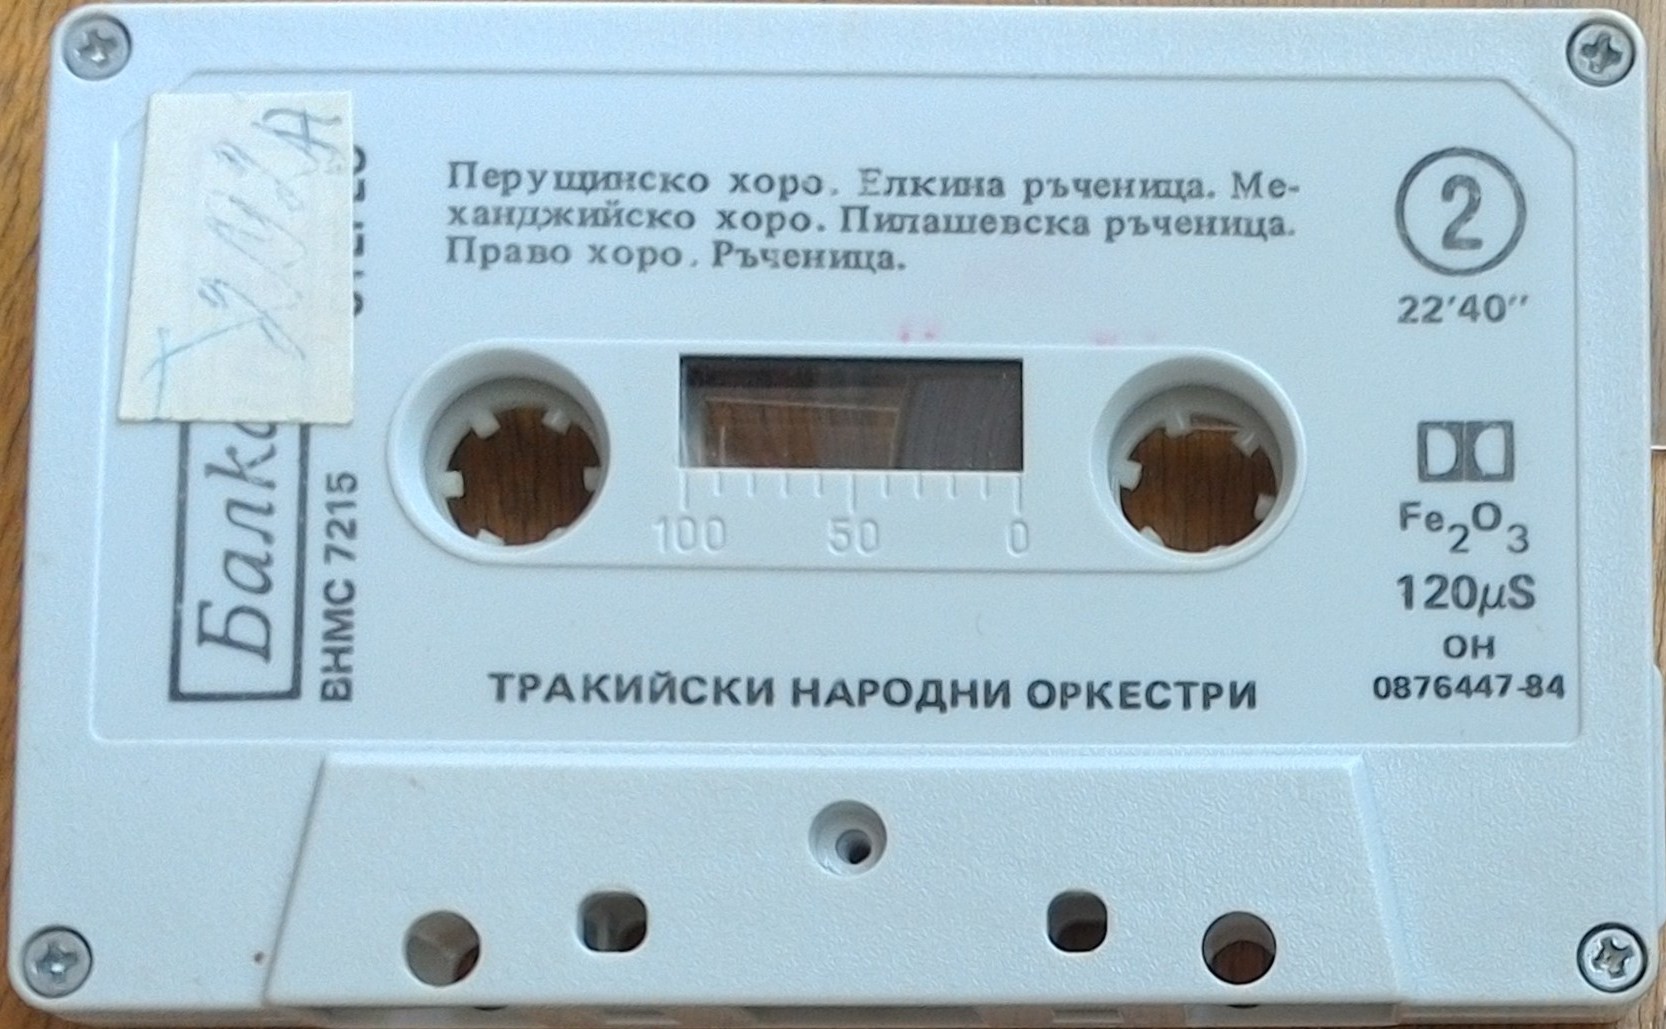 Перущинско хоро. Елкина ръченица. Ме-
ханджийско хоро. Пилашевска ръченица.
Право хоро. Ръченица.
2
22'40''
Балка
ВНМС 7215
100 50 0
Fe₂O₃
120µS
ОН
0876447-84
ТРАКИЙСКИ НАРОДНИ ОРКЕСТРИ